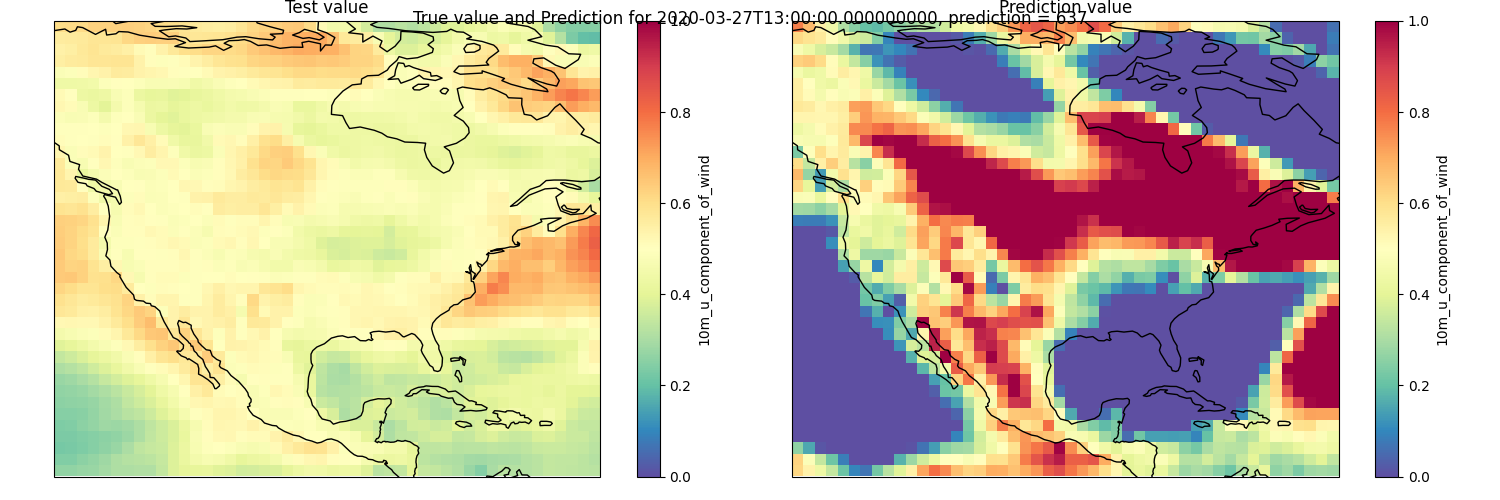 Test value
True value and Prediction for 2020-03-27T13:00:00.000000000, prediction = 637
Prediction value
1.0
0.8
0.6
0.4
0.2
0.0
10m_u_component_of_wind
1.0
0.8
0.6
0.4
0.2
0.0
10m_u_component_of_wind